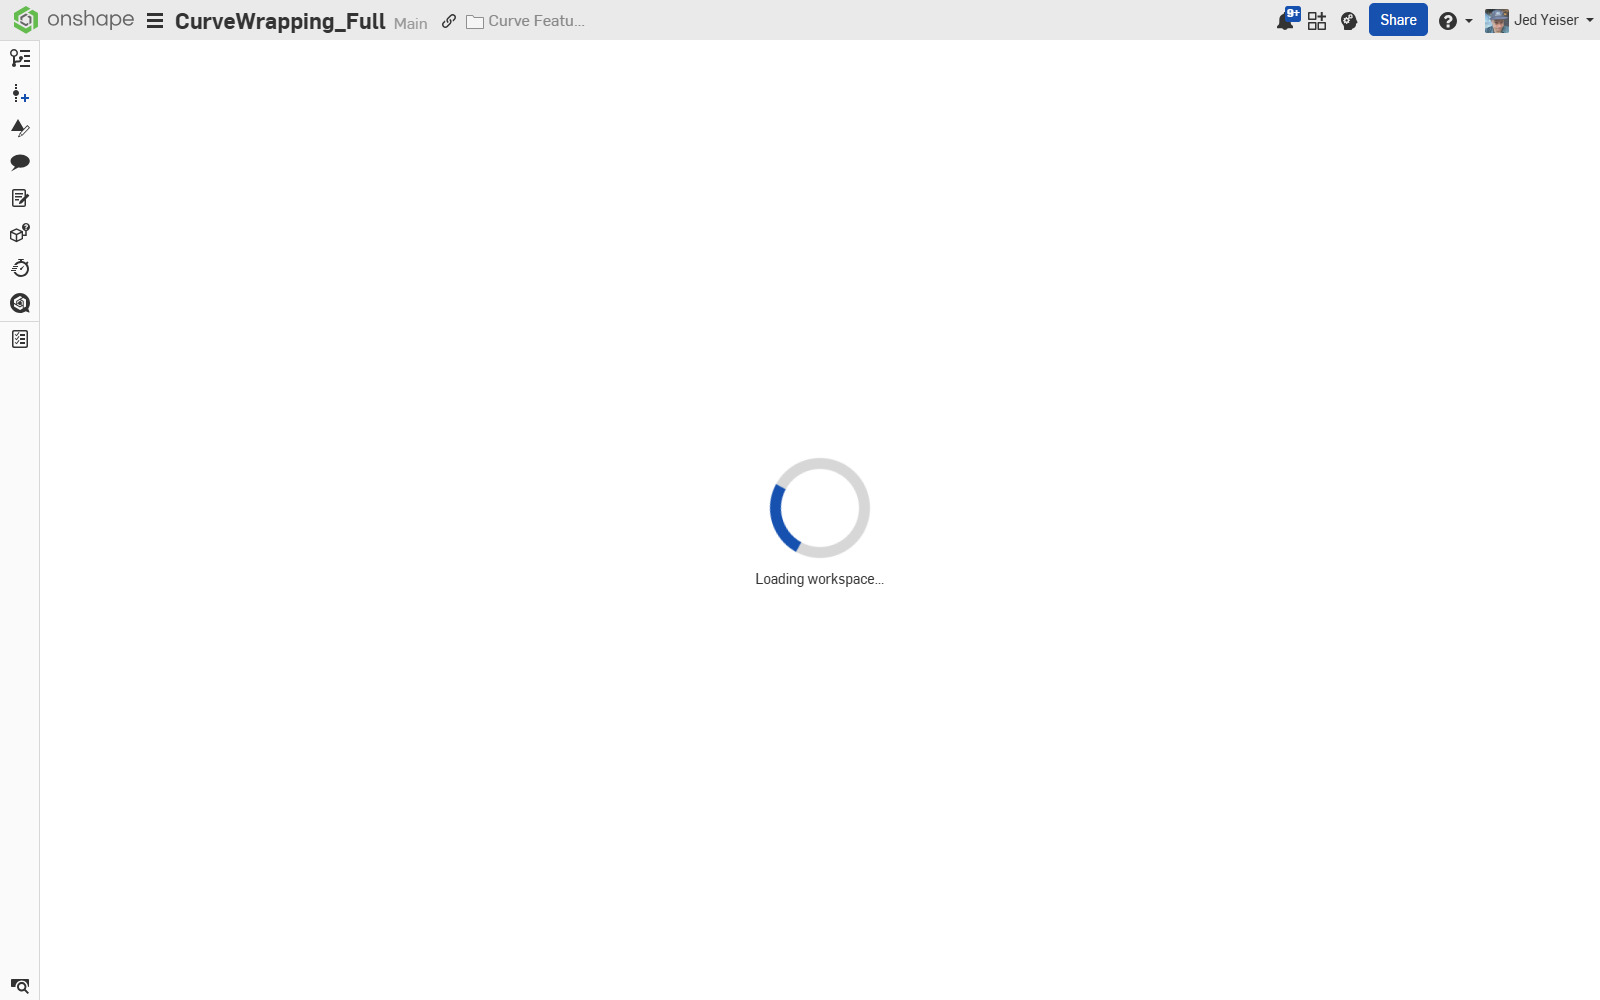 onshape CurveWrapping_Full Main Curve Featu... 9+ Share Jed Yeiser
Loading workspace...